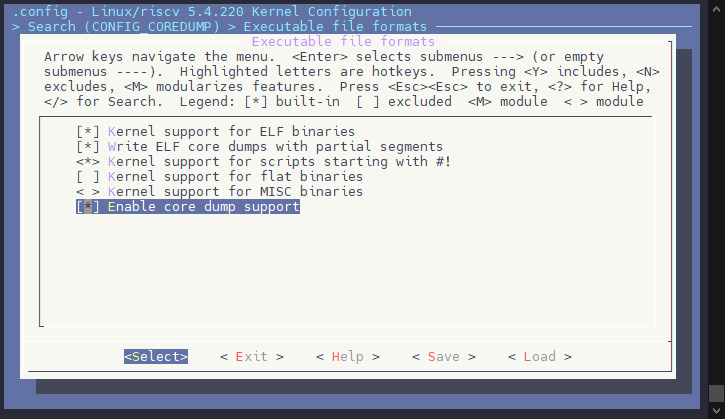 .config - Linux/riscv 5.4.220 Kernel Configuration
> Search (CONFIG_COREDUMP) > Executable file formats
Executable file formats
Arrow keys navigate the menu.  <Enter> selects submenus ---> (or empty
submenus ----).  Highlighted letters are hotkeys.  Pressing <Y> includes, <N>
excludes, <M> modularizes features.  Press <Esc><Esc> to exit, <?> for Help,
</> for Search.  Legend: [*] built-in  [ ] excluded  <M> module  < > module
[*] Kernel support for ELF binaries
[*] Write ELF core dumps with partial segments
<*> Kernel support for scripts starting with #!
[ ] Kernel support for flat binaries
< > Kernel support for MISC binaries
[*] Enable core dump support
<Select>    < Exit >    < Help >    < Save >    < Load >